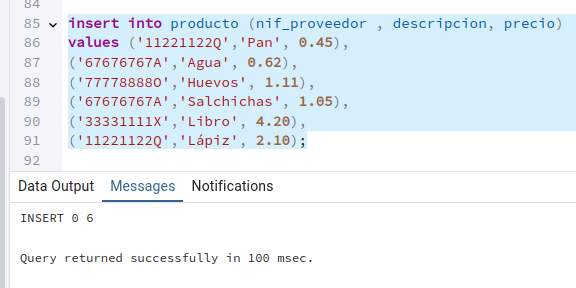 84
85 insert into producto (nif_proveedor , descripcion, precio)
86 values ('11221122Q','Pan', 0.45),
87 ('67676767A','Agua', 0.62),
88 ('77778888O','Huevos', 1.11),
89 ('67676767A','Salchichas', 1.05),
90 ('33331111X','Libro', 4.20),
91 ('11221122Q','Lápiz', 2.10);
92
Data Output Messages Notifications
INSERT 0 6
Query returned successfully in 100 msec.